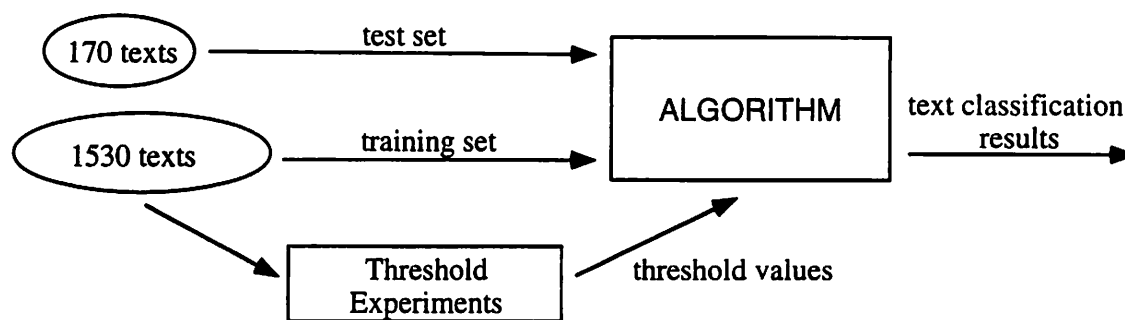 170 texts
test set
ALGORITHM
text classification
results
1530 texts
training set
Threshold
Experiments
threshold values